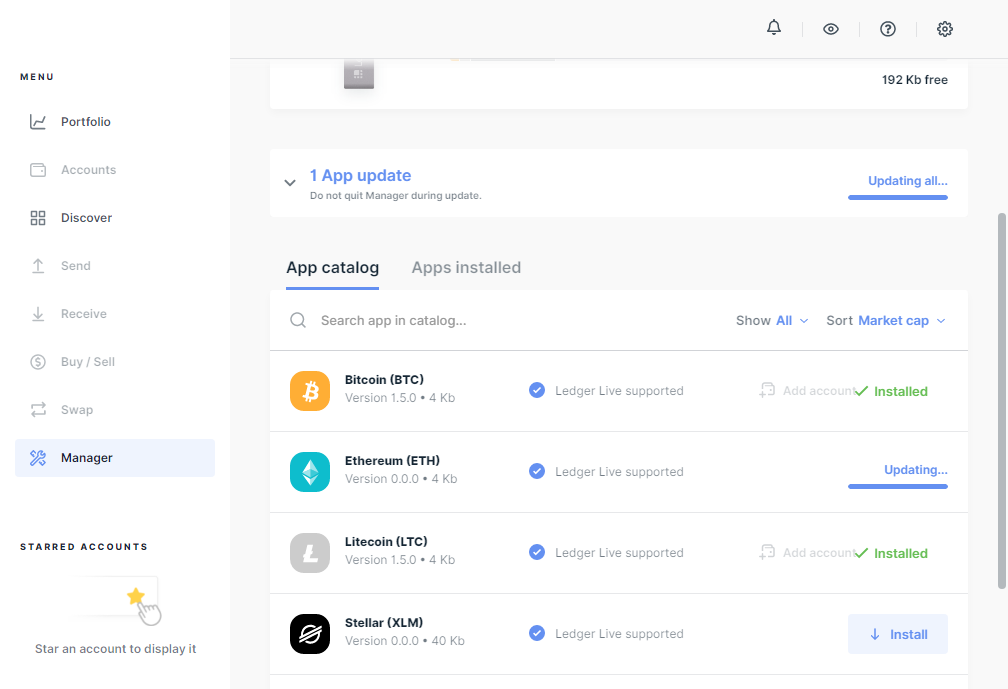 MENU
Portfolio
Accounts
Discover
Send
Receive
Buy / Sell
Swap
Manager
STARRED ACCOUNTS
Star an account to display it
192 Kb free
1 App update
Do not quit Manager during update.
Updating all...
App catalog Apps installed
Search app in catalog... Show All Sort Market cap
Bitcoin (BTC)
Version 1.5.0 • 4 Kb
Ledger Live supported
Add account Installed
Ethereum (ETH)
Version 0.0.0 • 4 Kb
Ledger Live supported
Updating...
Litecoin (LTC)
Version 1.5.0 • 4 Kb
Ledger Live supported
Add account Installed
Stellar (XLM)
Version 0.0.0 • 40 Kb
Ledger Live supported
Install